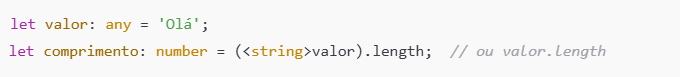 let valor: any = 'Olá';
let comprimento: number = (<string>valor).length;  // ou valor.length